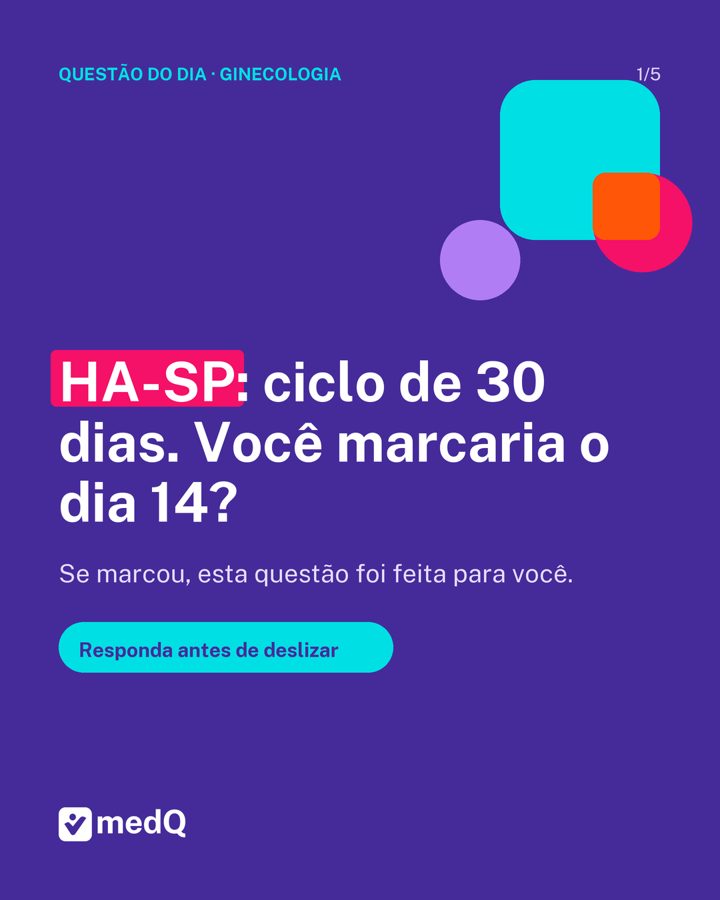 QUESTÃO DO DIA · GINECOLOGIA
1/5
HA-SP: ciclo de 30
dias. Você marcaria o
dia 14?
Se marcou, esta questão foi feita para você.
Responda antes de deslizar
medQ